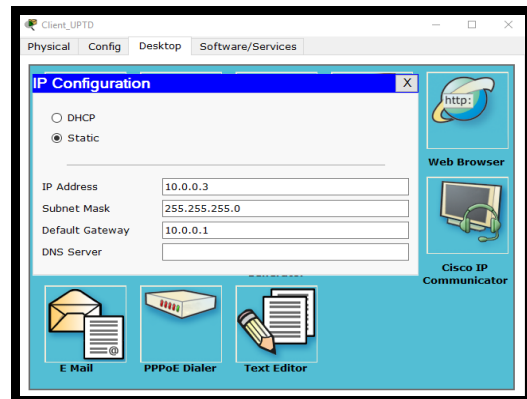 Client_UPTD
Physical Config Desktop Software/Services
IP Configuration X
http:
DHCP
Static
Web Browser
IP Address 10.0.0.3
Subnet Mask 255.255.255.0
Default Gateway 10.0.0.1
DNS Server
Cisco IP
Communicator
@
E Mail PPPoE Dialer Text Editor